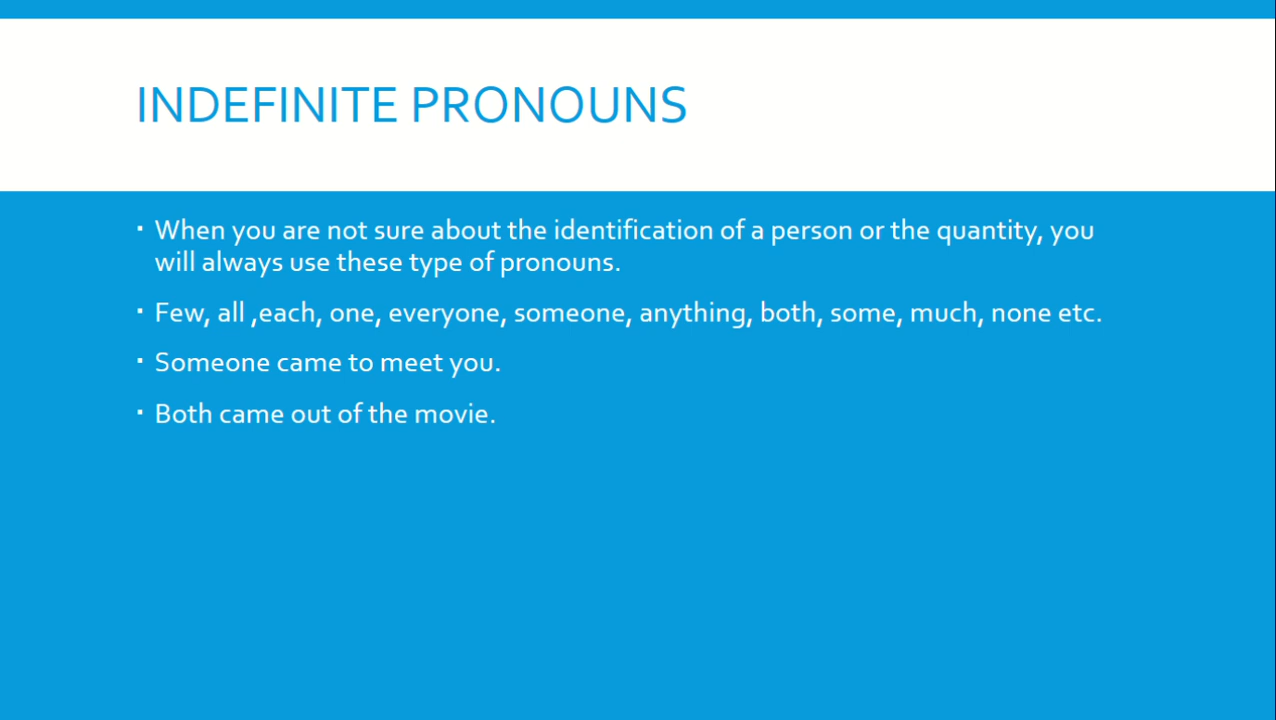 INDEFINITE PRONOUNS
▪ When you are not sure about the identification of a person or the quantity, you
will always use these type of pronouns.
▪ Few, all ,each, one, everyone, someone, anything, both, some, much, none etc.
▪ Someone came to meet you.
▪ Both came out of the movie.